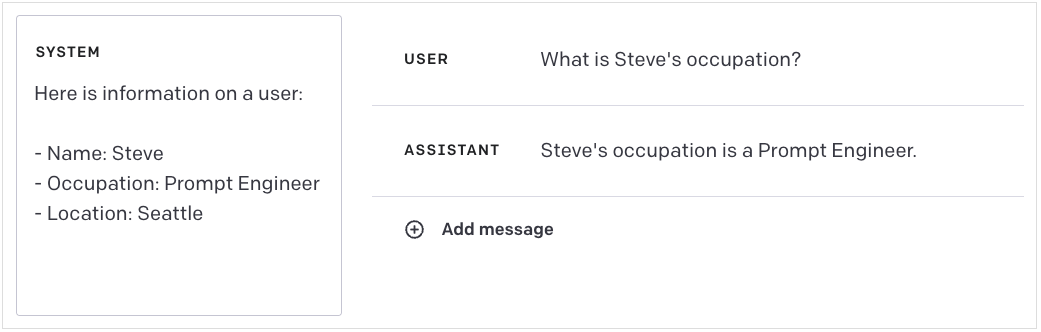 SYSTEM
Here is information on a user:
- Name: Steve
- Occupation: Prompt Engineer
- Location: Seattle
USER What is Steve's occupation?
ASSISTANT Steve's occupation is a Prompt Engineer.
Add message